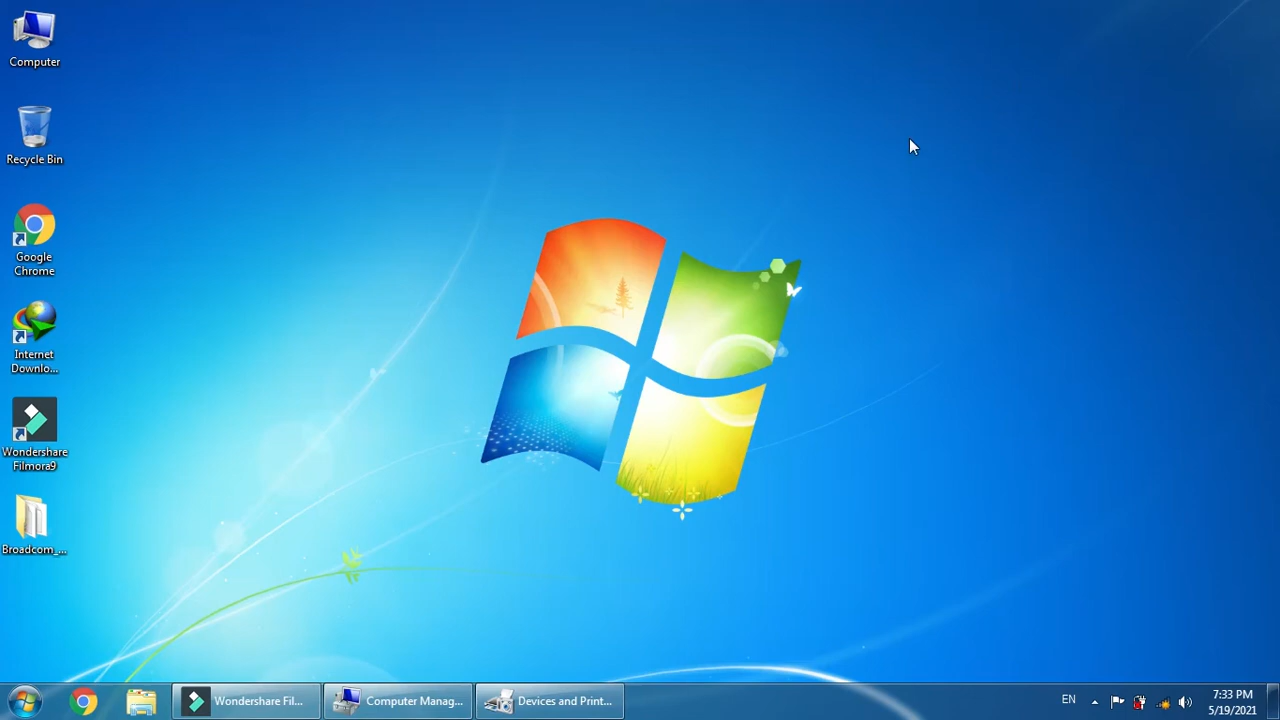 Computer
Recycle Bin
Google
Chrome
Internet
Downlo...
Wondershare
Filmora9
Broadcom_...
Wondershare Fil...
Computer Manag...
Devices and Print...
EN
7:33 PM
5/19/2021